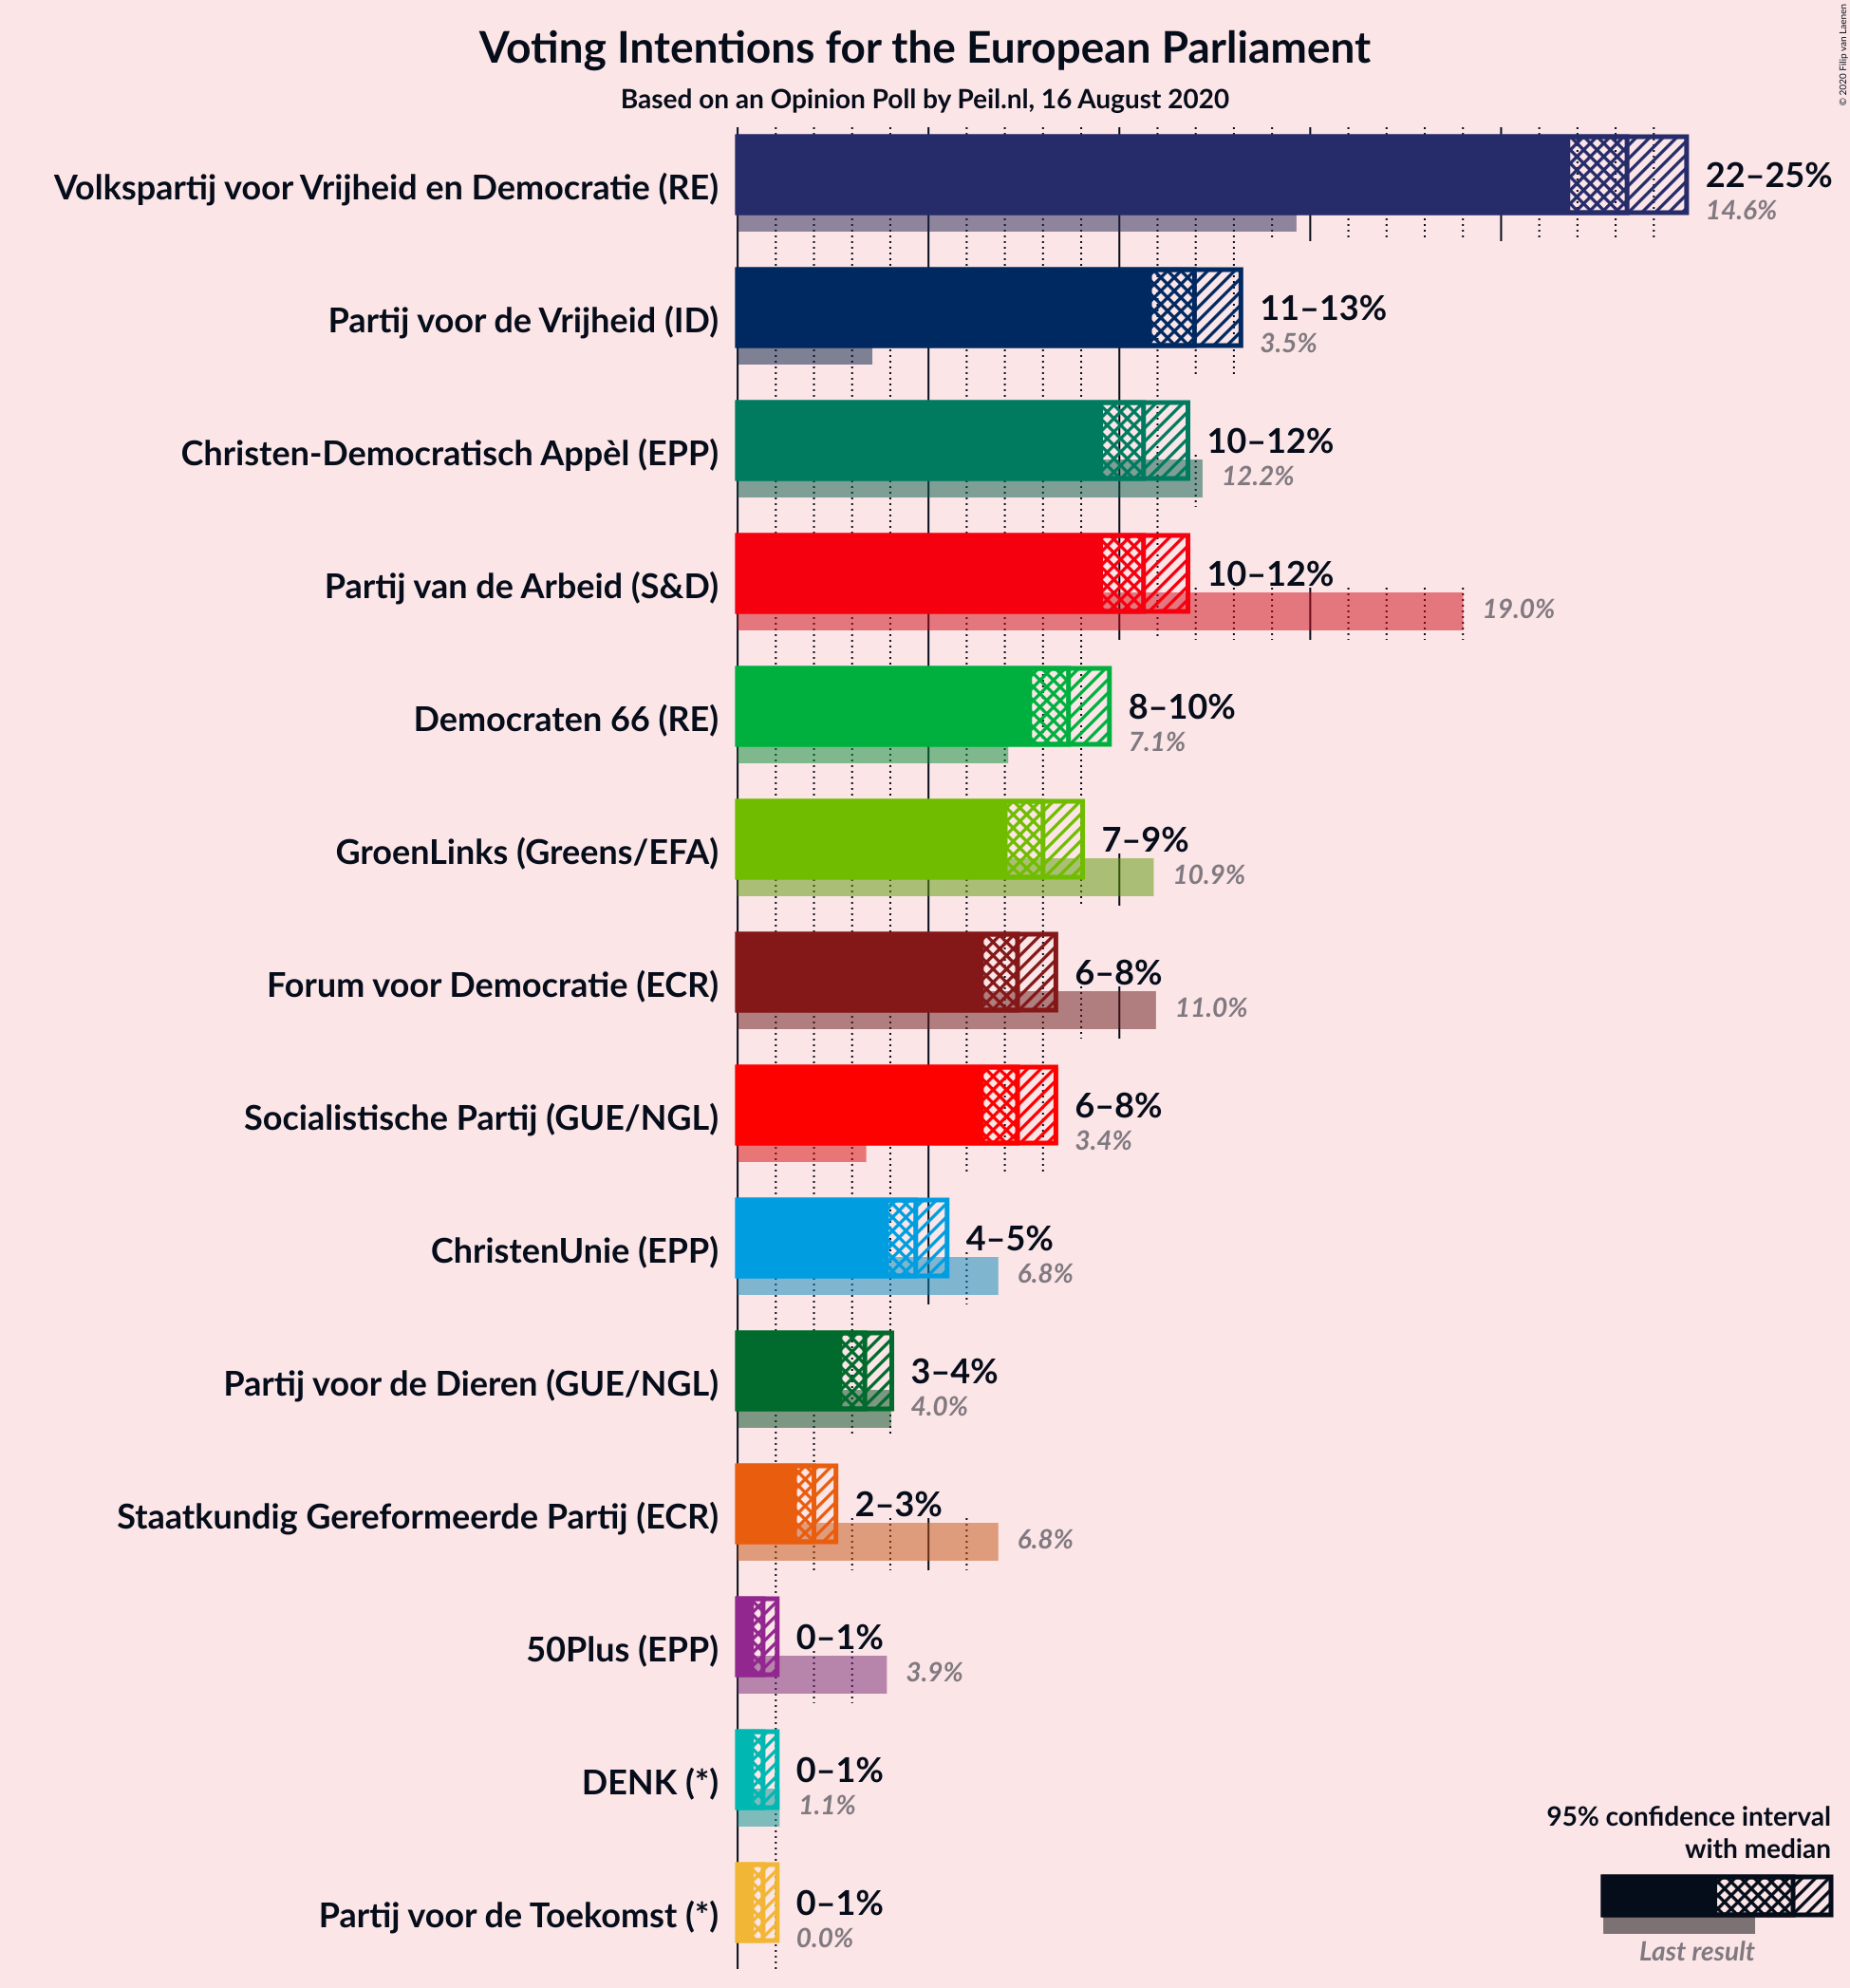 Voting Intentions for the European Parliament
Based on an Opinion Poll by Peil.nl, 16 August 2020
© 2020 Filip van Laenen
Volkspartij voor Vrijheid en Democratie (RE)
22–25%
14.6%
Partij voor de Vrijheid (ID)
11–13%
3.5%
Christen-Democratisch Appèl (EPP)
10–12%
12.2%
Partij van de Arbeid (S&D)
10–12%
19.0%
Democraten 66 (RE)
8–10%
7.1%
GroenLinks (Greens/EFA)
7–9%
10.9%
Forum voor Democratie (ECR)
6–8%
11.0%
Socialistische Partij (GUE/NGL)
6–8%
3.4%
ChristenUnie (EPP)
4–5%
6.8%
Partij voor de Dieren (GUE/NGL)
3–4%
4.0%
Staatkundig Gereformeerde Partij (ECR)
2–3%
6.8%
50Plus (EPP)
0–1%
3.9%
DENK (*)
0–1%
1.1%
Partij voor de Toekomst (*)
0–1%
0.0%
95% confidence interval
with median
Last result